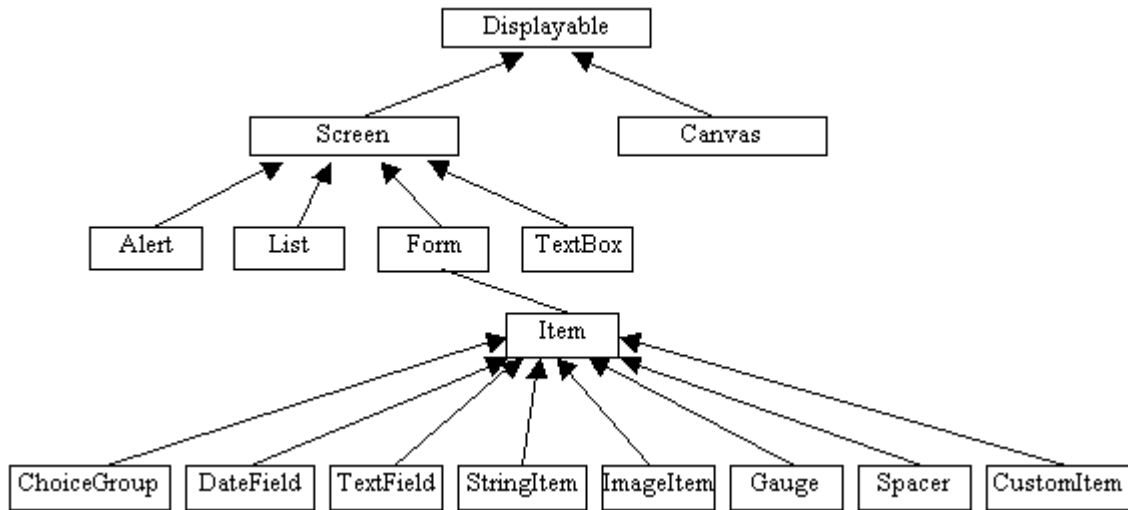 Displayable
Screen
Canvas
Alert
List
Form
TextBox
Item
ChoiceGroup
DateField
TextField
StringItem
ImageItem
Gauge
Spacer
CustomItem